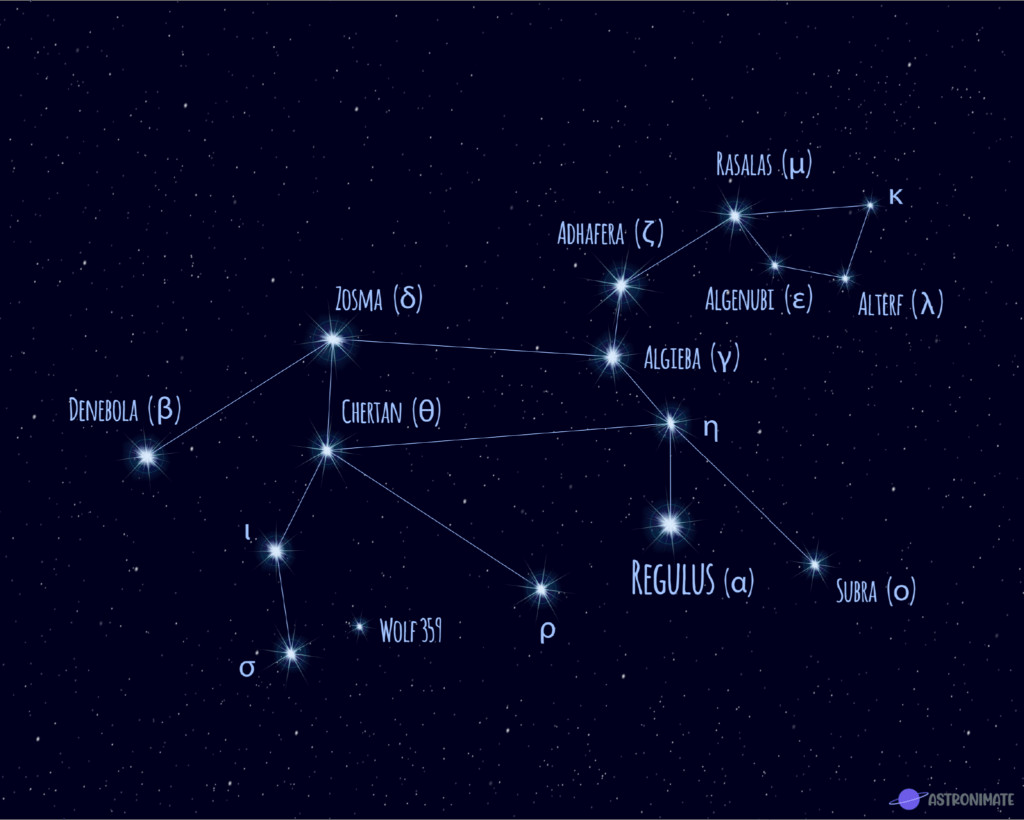 RASALAS (μ)
κ
ADHAFERA (ζ)
ZOSMA (δ)
ALGENUBI (ε)
ALTERF (λ)
ALGIEBA (γ)
DENEBOLA (β)
CHERTAN (θ)
η
ι
REGULUS (α)
SUBRA (ο)
WOLF 359
ρ
σ
ASTRONIMATE